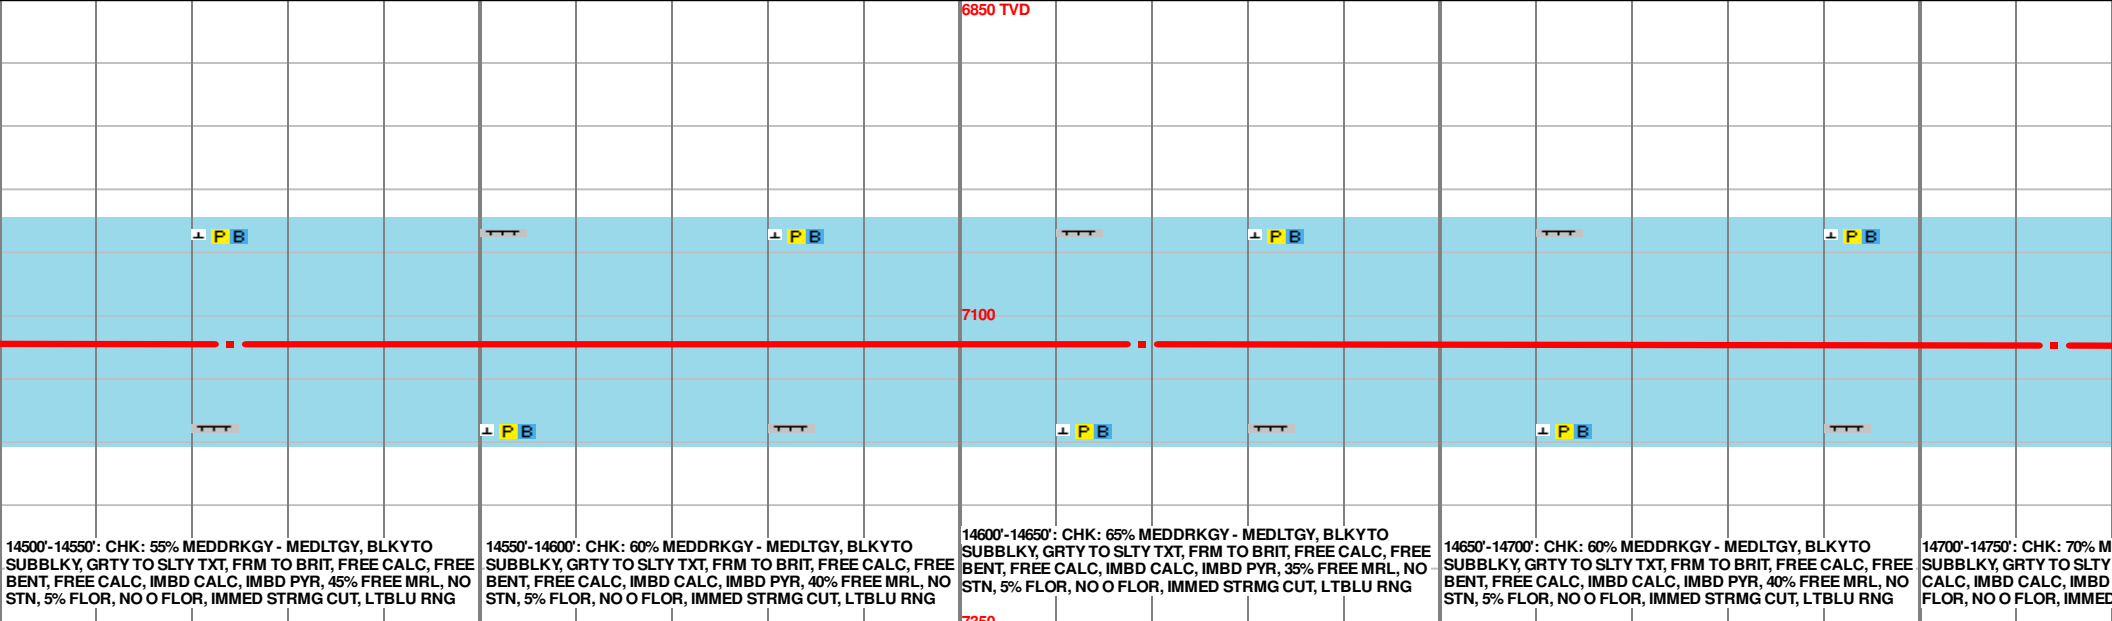 6850 TVD
P B
P B
P B
P B
7100
P B
P B
P B
14500'-14550': CHK: 55% MEDDRKGY - MEDLTGY, BLKYTO
SUBBLKY, GRTY TO SLTY TXT, FRM TO BRIT, FREE CALC, FREE
BENT, FREE CALC, IMBD CALC, IMBD PYR, 45% FREE MRL, NO
STN, 5% FLOR, NO O FLOR, IMMED STRMG CUT, LTBLU RNG
14550'-14600': CHK: 60% MEDDRKGY - MEDLTGY, BLKYTO
SUBBLKY, GRTY TO SLTY TXT, FRM TO BRIT, FREE CALC, FREE
BENT, FREE CALC, IMBD CALC, IMBD PYR, 40% FREE MRL, NO
STN, 5% FLOR, NO O FLOR, IMMED STRMG CUT, LTBLU RNG
14600'-14650': CHK: 65% MEDDRKGY - MEDLTGY, BLKYTO
SUBBLKY, GRTY TO SLTY TXT, FRM TO BRIT, FREE CALC, FREE
BENT, FREE CALC, IMBD CALC, IMBD PYR, 35% FREE MRL, NO
STN, 5% FLOR, NO O FLOR, IMMED STRMG CUT, LTBLU RNG
14650'-14700': CHK: 60% MEDDRKGY - MEDLTGY, BLKYTO
SUBBLKY, GRTY TO SLTY TXT, FRM TO BRIT, FREE CALC, FREE
BENT, FREE CALC, IMBD CALC, IMBD PYR, 40% FREE MRL, NO
STN, 5% FLOR, NO O FLOR, IMMED STRMG CUT, LTBLU RNG
14700'-14750': CHK: 70% M
SUBBLKY, GRTY TO SLTY
CALC, IMBD CALC, IMBD
FLOR, NO O FLOR, IMMED